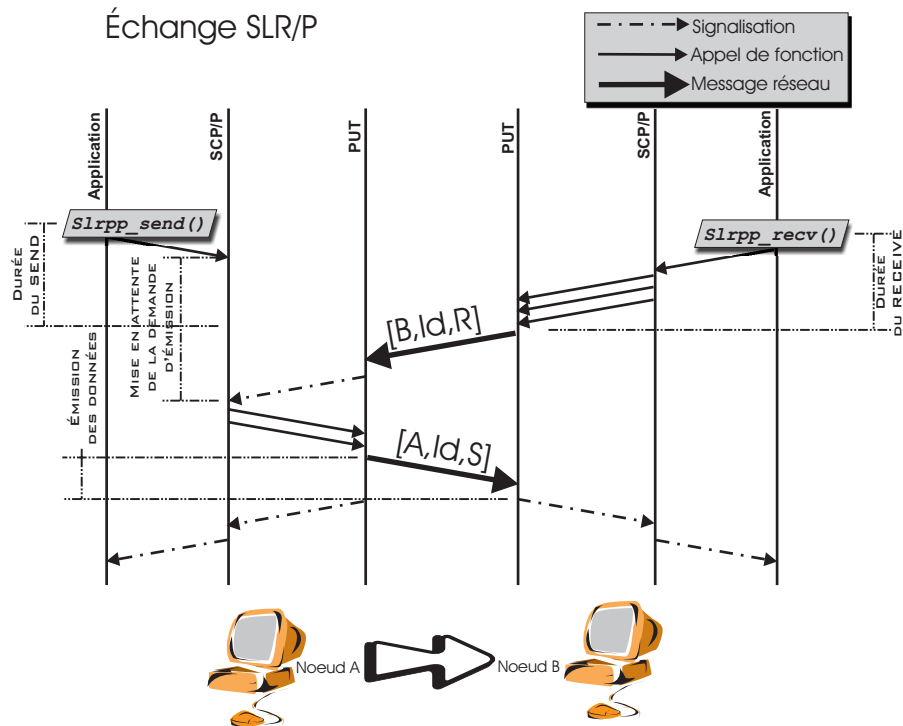 Échange SLR/P
Signalisation
Appel de fonction
Message réseau
Application
SCP/P
PUT
PUT
SCP/P
Application
Slrpp_send()
Slrpp_recv()
DURÉE
DU SEND
MISE EN ATTENTE
DE LA DEMANDE
D'ÉMISSION
DURÉE
DU RECEIVE
[B,Id,R]
ÉMISSION
DES DONNÉES
[A,Id,S]
Noeud A
Noeud B